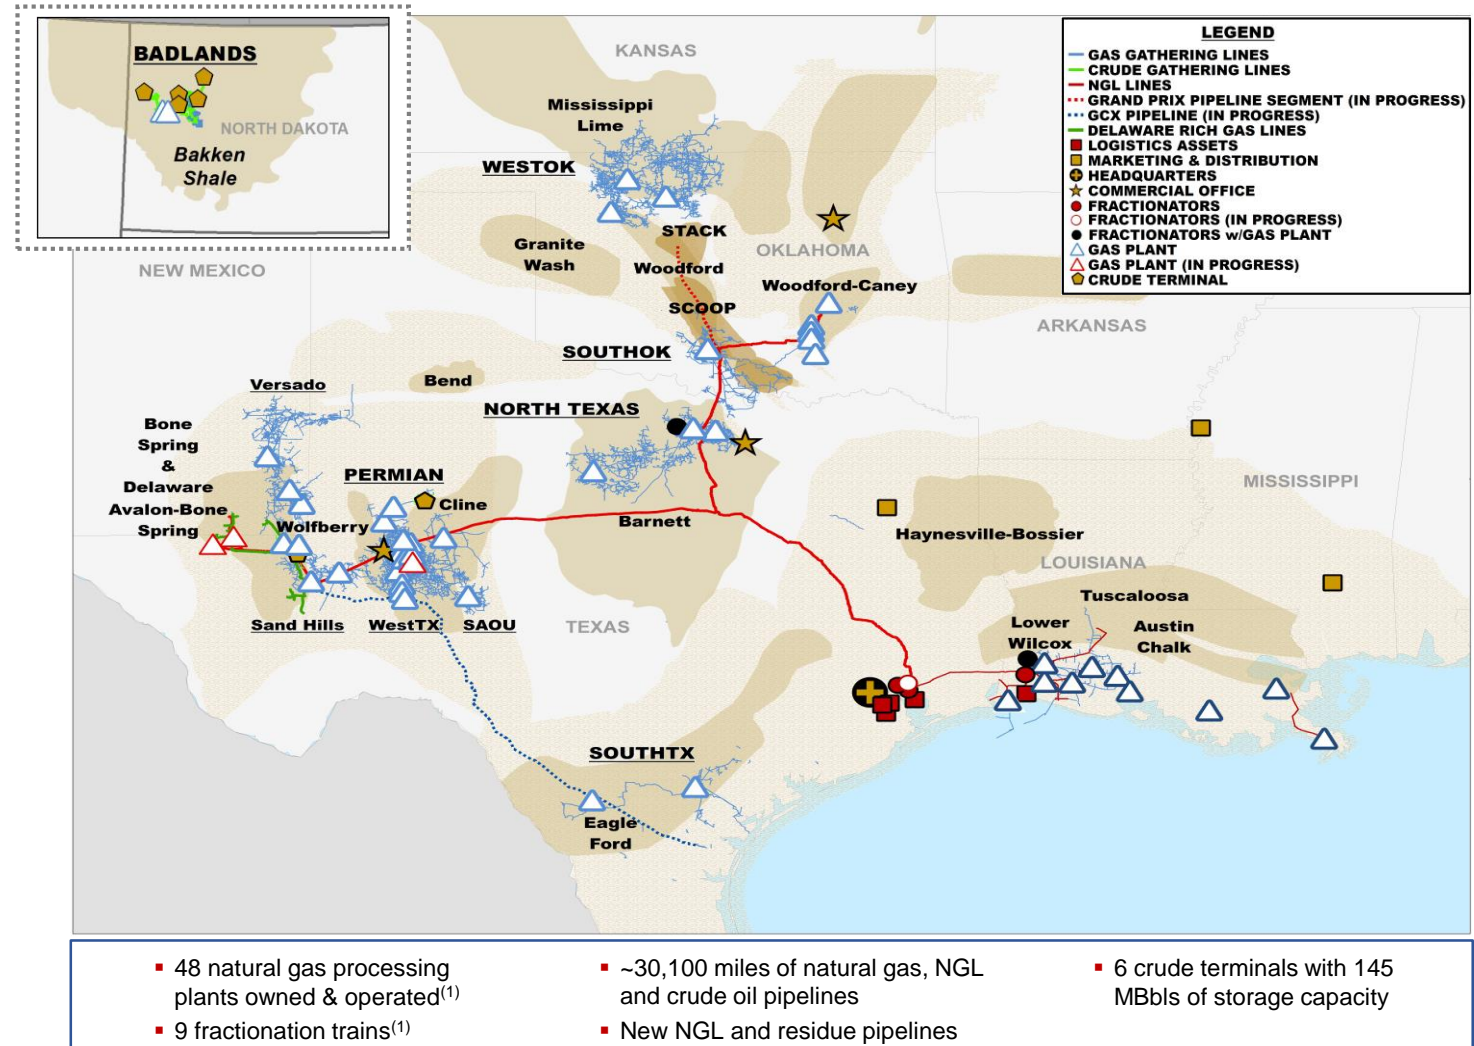 BADLANDS
NORTH DAKOTA
Bakken
Shale
KANSAS
Mississippi
Lime
WESTOK
STACK
Granite
Wash
Woodford
OKLAHOMA
Woodford-Caney
SCOOP
NEW MEXICO
ARKANSAS
SOUTHOK
Versado
Bend
NORTH TEXAS
Bone
Spring
&
Delaware
Avalon-Bone
Spring
PERMIAN
Cline
Wolfberry
Barnett
MISSISSIPPI
Haynesville-Bossier
LOUISIANA
Tuscaloosa
Sand Hills
WestTX
SAOU
TEXAS
Lower
Wilcox
Austin
Chalk
SOUTHTX
Eagle
Ford
LEGEND
GAS GATHERING LINES
CRUDE GATHERING LINES
NGL LINES
GRAND PRIX PIPELINE SEGMENT (IN PROGRESS)
GCX PIPELINE (IN PROGRESS)
DELAWARE RICH GAS LINES
LOGISTICS ASSETS
MARKETING & DISTRIBUTION
HEADQUARTERS
COMMERCIAL OFFICE
FRACTIONATORS
FRACTIONATORS (IN PROGRESS)
FRACTIONATORS w/GAS PLANT
GAS PLANT
GAS PLANT (IN PROGRESS)
CRUDE TERMINAL
▪ 48 natural gas processing
plants owned & operated(1)
▪ 9 fractionation trains(1)
▪ ~30,100 miles of natural gas, NGL
and crude oil pipelines
▪ New NGL and residue pipelines
▪ 6 crude terminals with 145
MBbls of storage capacity